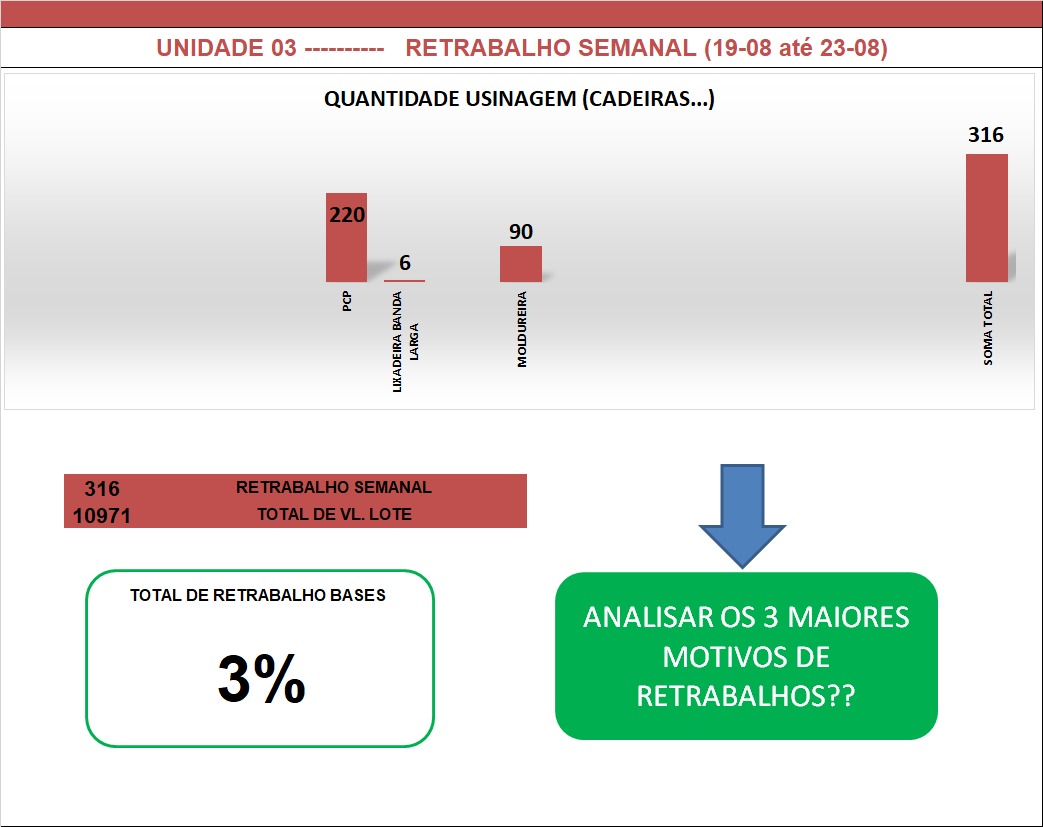 UNIDADE 03 ---------- RETRABALHO SEMANAL (19-08 até 23-08)
QUANTIDADE USINAGEM (CADEIRAS...)
316
220
90
6
PCP
LIXADEIRA BANDA
LARGA
MOLDUREIRA
SOMA TOTAL
316 RETRABALHO SEMANAL
10971 TOTAL DE VL. LOTE
TOTAL DE RETRABALHO BASES
3%
ANALISAR OS 3 MAIORES
MOTIVOS DE
RETRABALHOS??